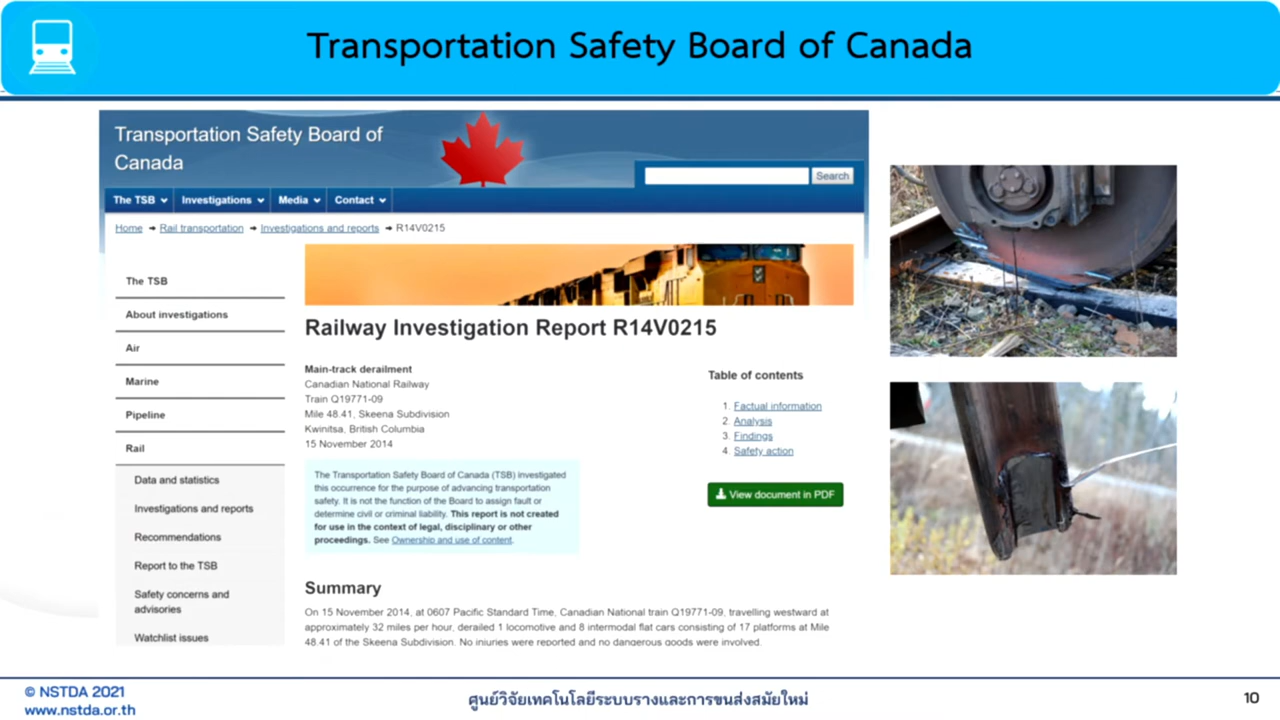 Transportation Safety Board of Canada
Transportation Safety Board of
Canada
Search
The TSB
Investigations
Media
Contact
Home ➔ Rail transportation ➔ Investigations and reports ➔ R14V0215
The TSB
About investigations
Air
Marine
Pipeline
Rail
Data and statistics
Investigations and reports
Recommendations
Report to the TSB
Safety concerns and
advisories
Watchlist issues
Railway Investigation Report R14V0215
Main-track derailment
Canadian National Railway
Train Q19771-09
Mile 48.41, Skeena Subdivision
Kwinitsa, British Columbia
15 November 2014
The Transportation Safety Board of Canada (TSB) investigated
this occurrence for the purpose of advancing transportation
safety. It is not the function of the Board to assign fault or
determine civil or criminal liability. This report is not created
for use in the context of legal, disciplinary or other
proceedings. See Ownership and use of content.
Table of contents
1. Factual information
2. Analysis
3. Findings
4. Safety action
View document in PDF
Summary
On 15 November 2014, at 0607 Pacific Standard Time, Canadian National train Q19771-09, travelling westward at
approximately 32 miles per hour, derailed 1 locomotive and 8 intermodal flat cars consisting of 17 platforms at Mile
48.41 of the Skeena Subdivision. No injuries were reported and no dangerous goods were involved.
© NSTDA 2021
www.nstda.or.th
ศูนย์วิจัยเทคโนโลยีระบบรางและการขนส่งสมัยใหม่
10